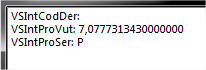 VSIntCodDer:
VSIntProVut: 7,0777313430000000
VSIntProSer: P